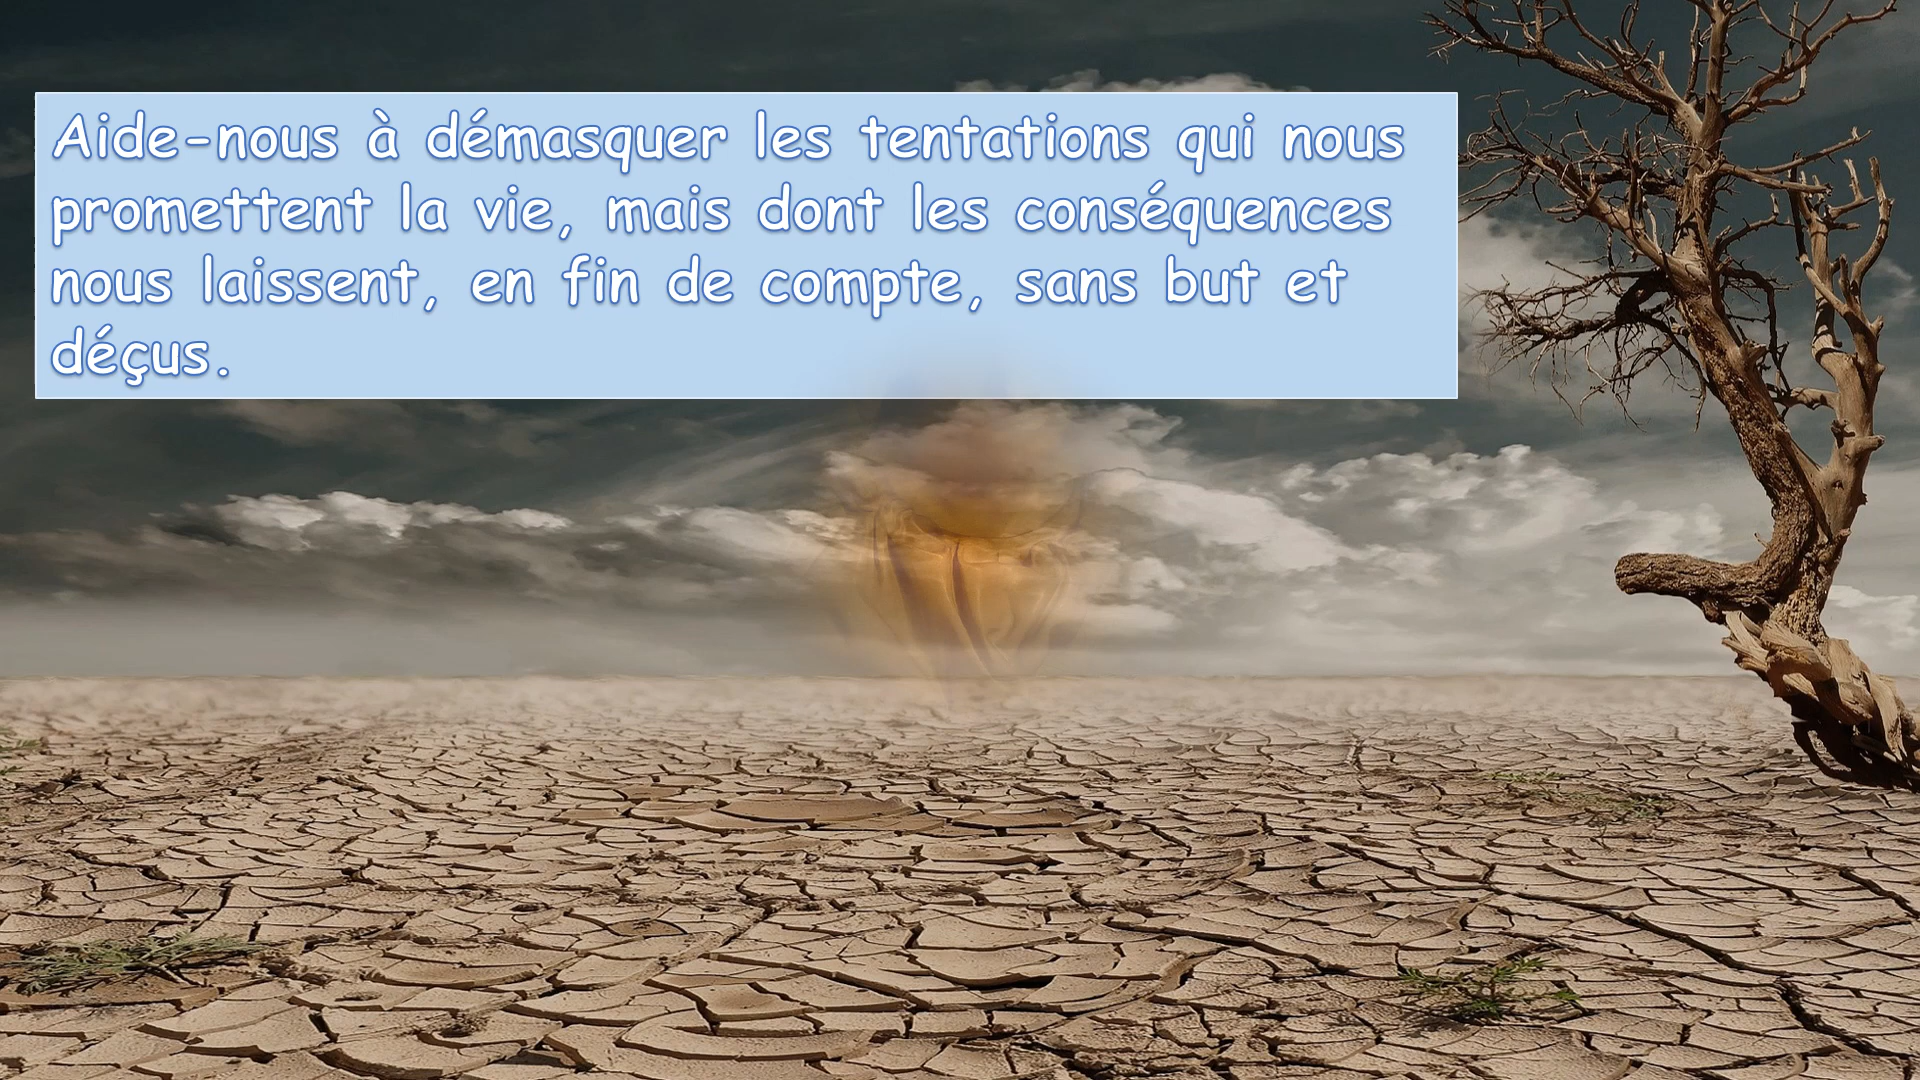 Aide-nous à démasquer les tentations qui nous
promettent la vie, mais dont les conséquences
nous laissent, en fin de compte, sans but et
déçus.